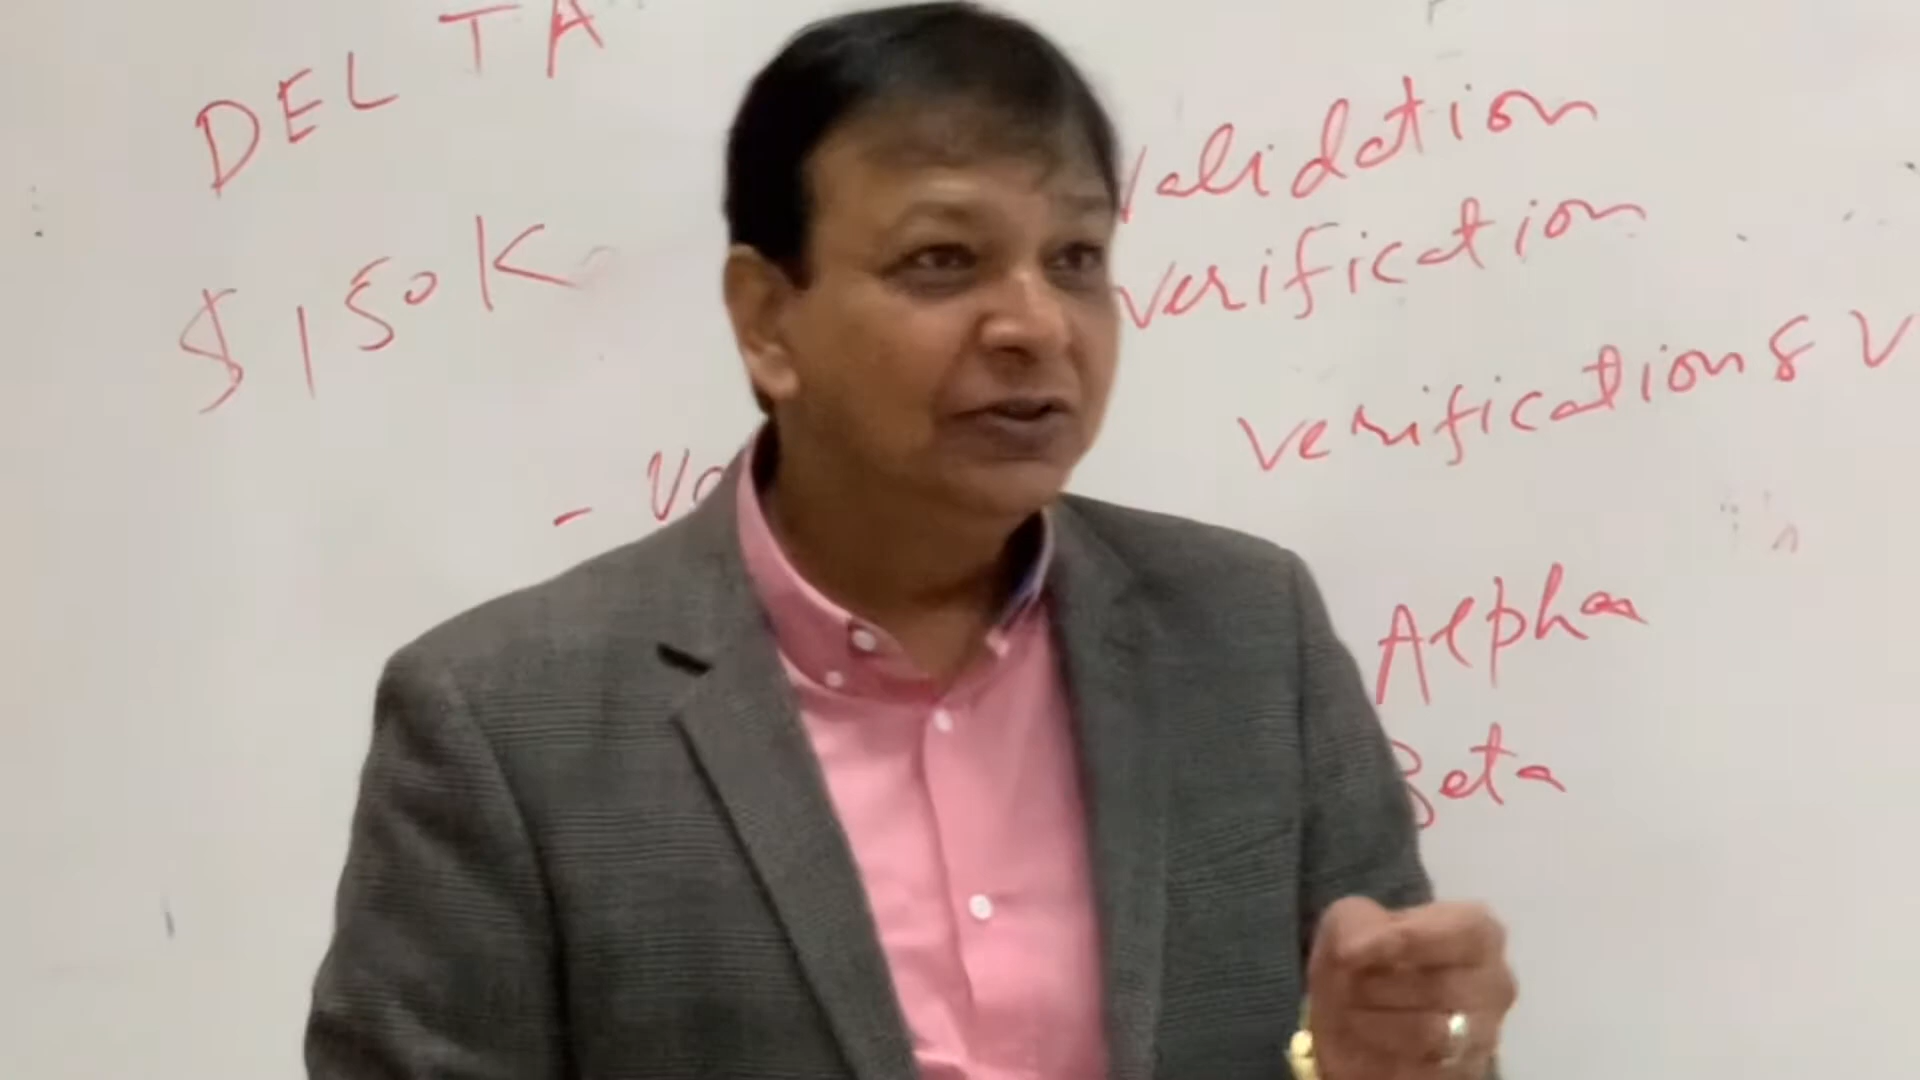 DELTA
$150K
Validation
verification
verification & V
Alpha
Beta